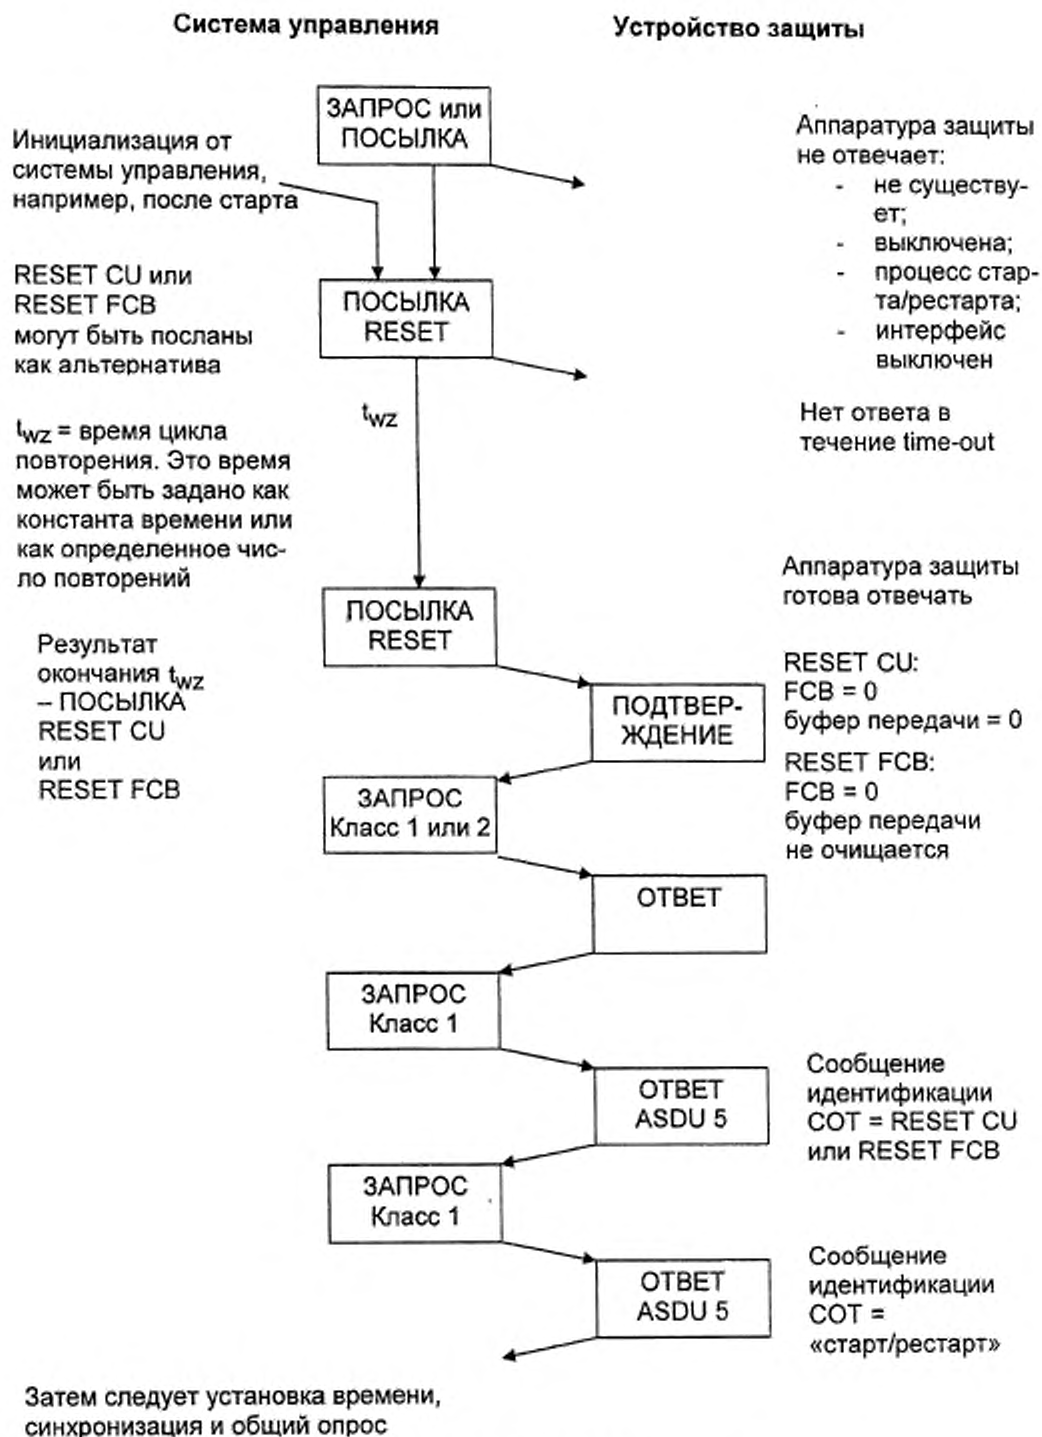 Система управления
Устройство защиты
ЗАПРОС или
ПОСЫЛКА
Инициализация от
системы управления,
например, после старта
Аппаратура защиты
не отвечает:
- не существу-
ет;
- выключена;
- процесс стар-
та/рестарта;
- интерфейс
выключен
RESET CU или
RESET FCB
могут быть посланы
как альтернатива
ПОСЫЛКА
RESET
twz
Нет ответа в
течение time-out
twz = время цикла
повторения. Это время
может быть задано как
константа времени или
как определенное чис-
ло повторений
Аппаратура защиты
готова отвечать
ПОСЫЛКА
RESET
Результат
окончания twz
– ПОСЫЛКА
RESET CU
или
RESET FCB
RESET CU:
FCB = 0
буфер передачи = 0
ПОДТВЕР-
ЖДЕНИЕ
RESET FCB:
FCB = 0
буфер передачи
не очищается
ЗАПРОС
Класс 1 или 2
ОТВЕТ
ЗАПРОС
Класс 1
ОТВЕТ
ASDU 5
Сообщение
идентификации
COT = RESET CU
или RESET FCB
ЗАПРОС
Класс 1
ОТВЕТ
ASDU 5
Сообщение
идентификации
COT =
«старт/рестарт»
Затем следует установка времени,
синхронизация и общий опрос